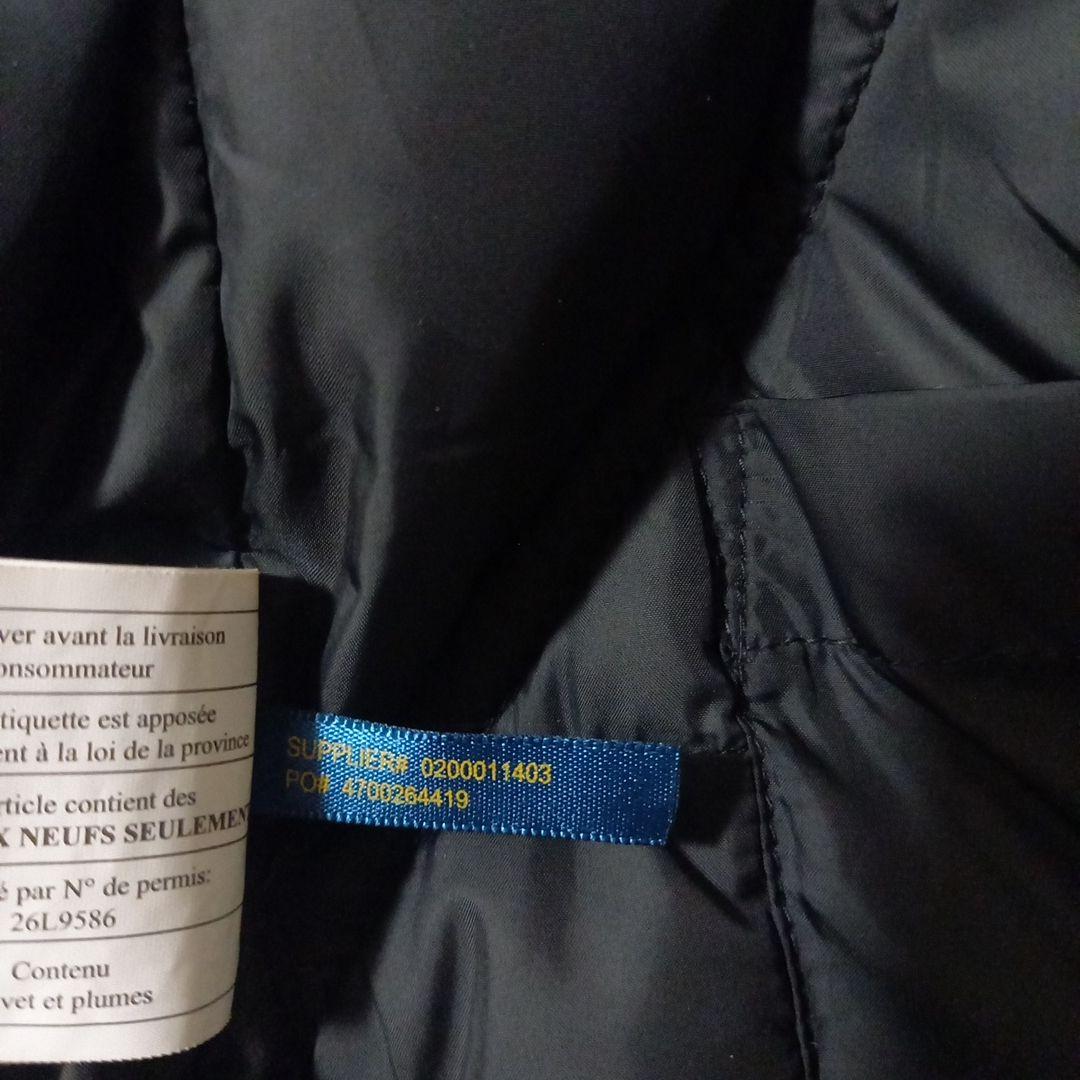 ver avant la livraison
onsommateur
tiquette est apposée
ent à la loi de la province
rticle contient des
X NEUFS SEULEMENT
é par N° de permis:
26L9586
Contenu
vet et plumes
SUPPLIER# 0200011403
PO# 4700264419